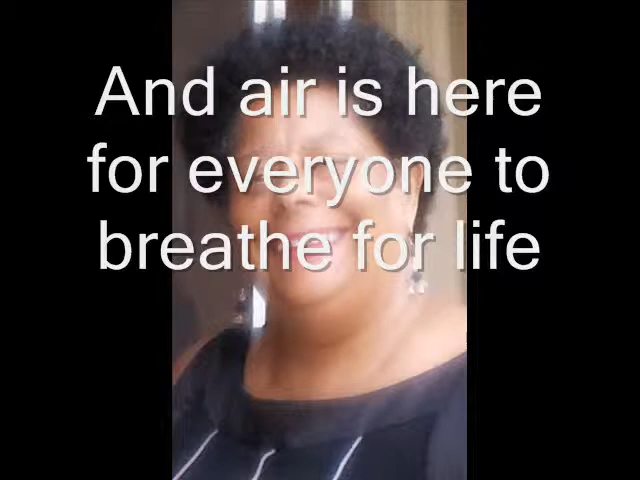 And air is here
for everyone to
breathe for life